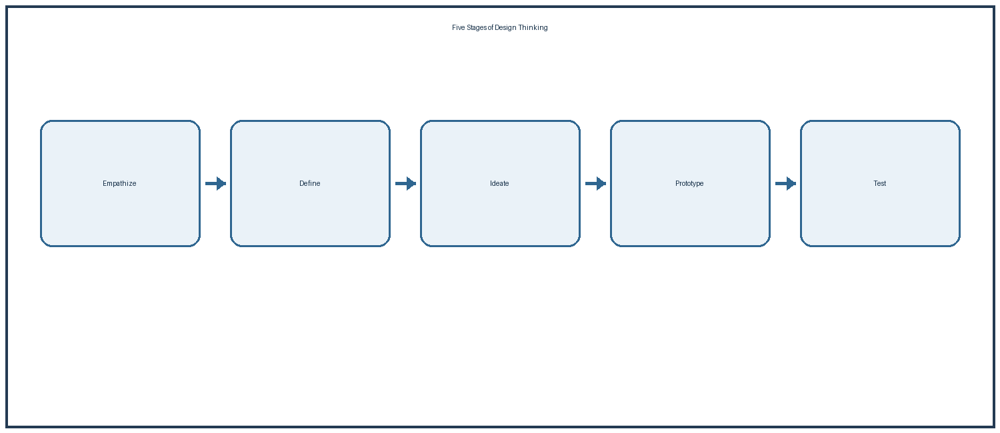 Five Stages of Design Thinking
Empathize
Define
Ideate
Prototype
Test